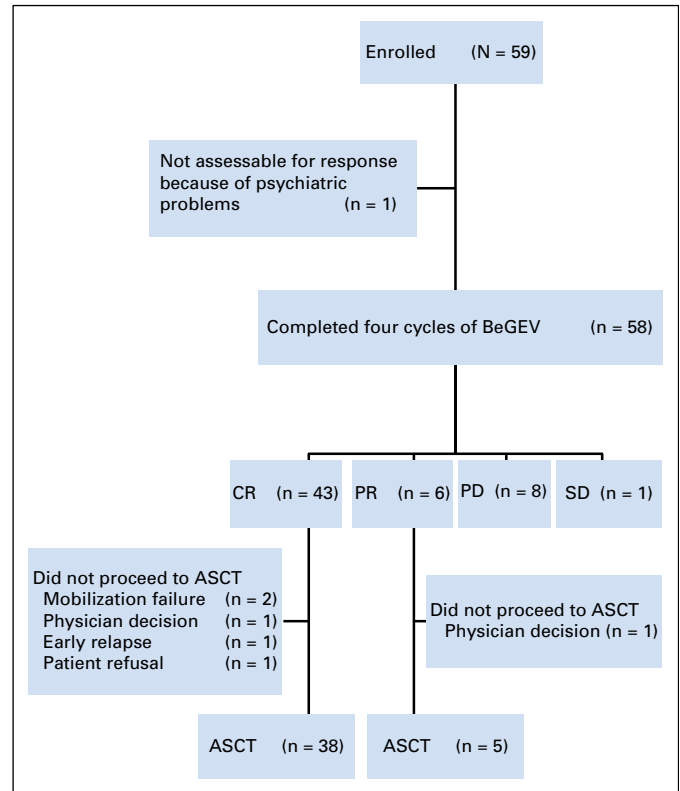 Enrolled (N = 59)
Not assessable for response
because of psychiatric
problems (n = 1)
Completed four cycles of BeGEV (n = 58)
CR (n = 43)
PR (n = 6)
PD (n = 8)
SD (n = 1)
Did not proceed to ASCT
Mobilization failure (n = 2)
Physician decision (n = 1)
Early relapse (n = 1)
Patient refusal (n = 1)
Did not proceed to ASCT
Physician decision (n = 1)
ASCT (n = 38)
ASCT (n = 5)